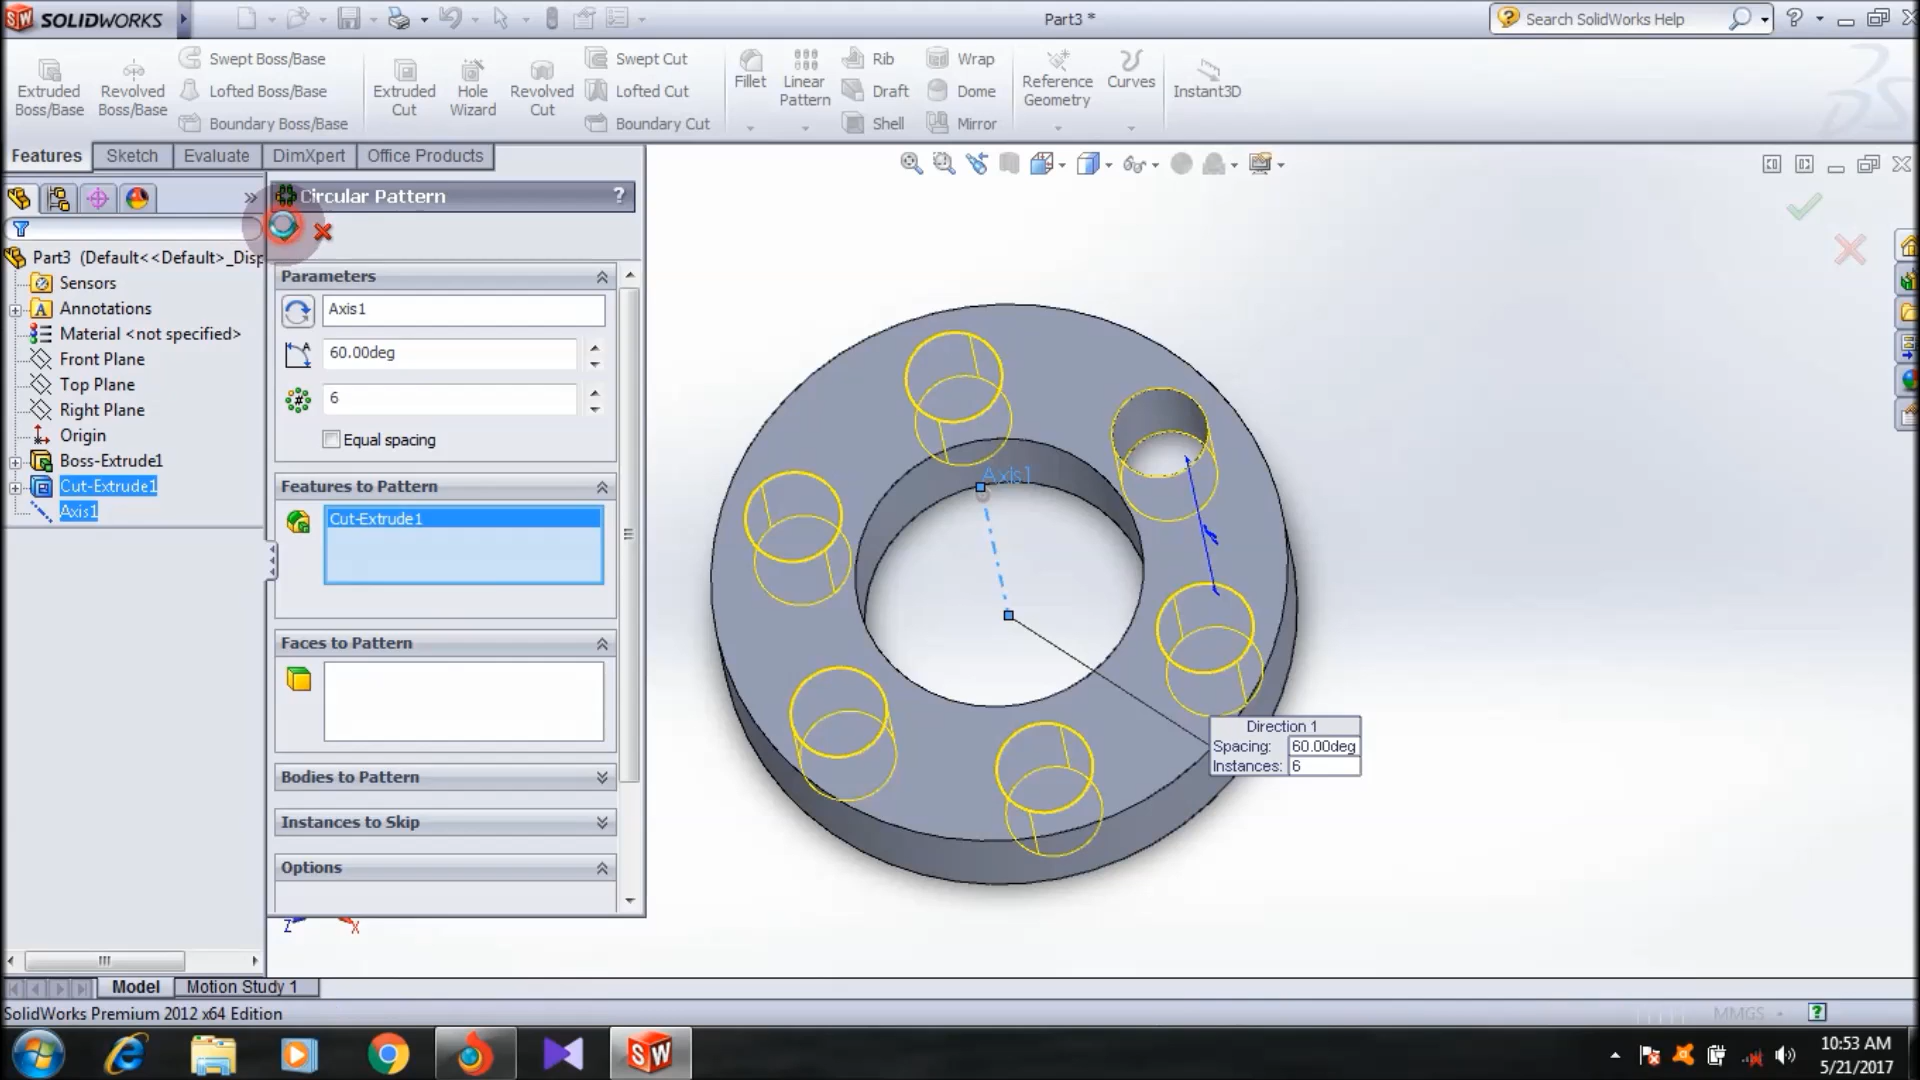 SOLIDWORKS
Part3 *
Search SolidWorks Help
Extruded Boss/Base
Revolved Boss/Base
Swept Boss/Base
Lofted Boss/Base
Boundary Boss/Base
Extruded Cut
Hole Wizard
Revolved Cut
Swept Cut
Lofted Cut
Boundary Cut
Fillet
Linear Pattern
Rib
Draft
Shell
Wrap
Dome
Mirror
Reference Geometry
Curves
Instant3D
Features
Sketch
Evaluate
DimXpert
Office Products
Circular Pattern
?
Part3 (Default<<Default>_Disp
Sensors
Annotations
Material <not specified>
Front Plane
Top Plane
Right Plane
Origin
Boss-Extrude1
Cut-Extrude1
Axis1
Parameters
Axis1
60.00deg
6
Equal spacing
Features to Pattern
Cut-Extrude1
Faces to Pattern
Bodies to Pattern
Instances to Skip
Options
Axis1
Direction 1
Spacing: 60.00deg
Instances: 6
Z
X
Model
Motion Study 1
SolidWorks Premium 2012 x64 Edition
MMGS
10:53 AM
5/21/2017